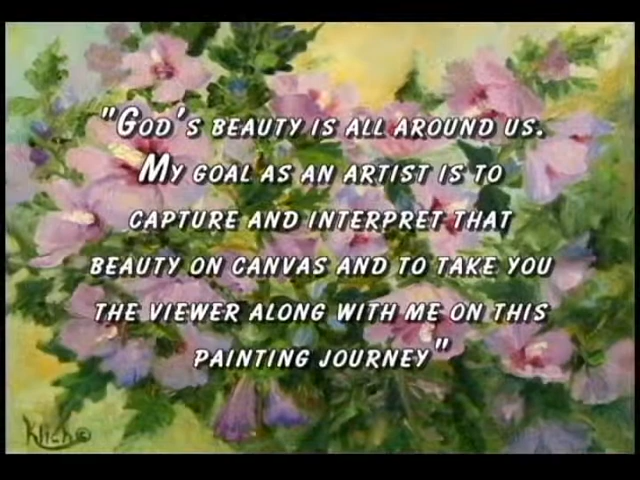 "God's beauty is all around us.
My goal as an artist is to
capture and interpret that
beauty on canvas and to take you
the viewer along with me on this
painting journey"
Klich©